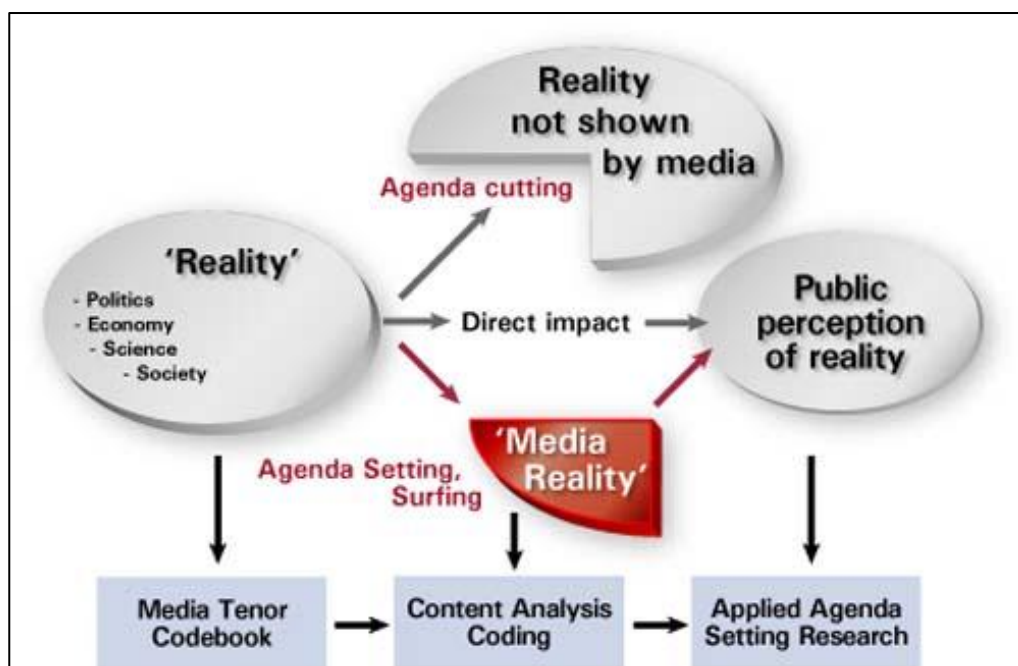 Reality
not shown
by media
Agenda cutting
‘Reality’
- Politics
- Economy
- Science
- Society
Direct impact
Public
perception
of reality
‘Media
Reality’
Agenda Setting,
Surfing
Media Tenor
Codebook
Content Analysis
Coding
Applied Agenda
Setting Research